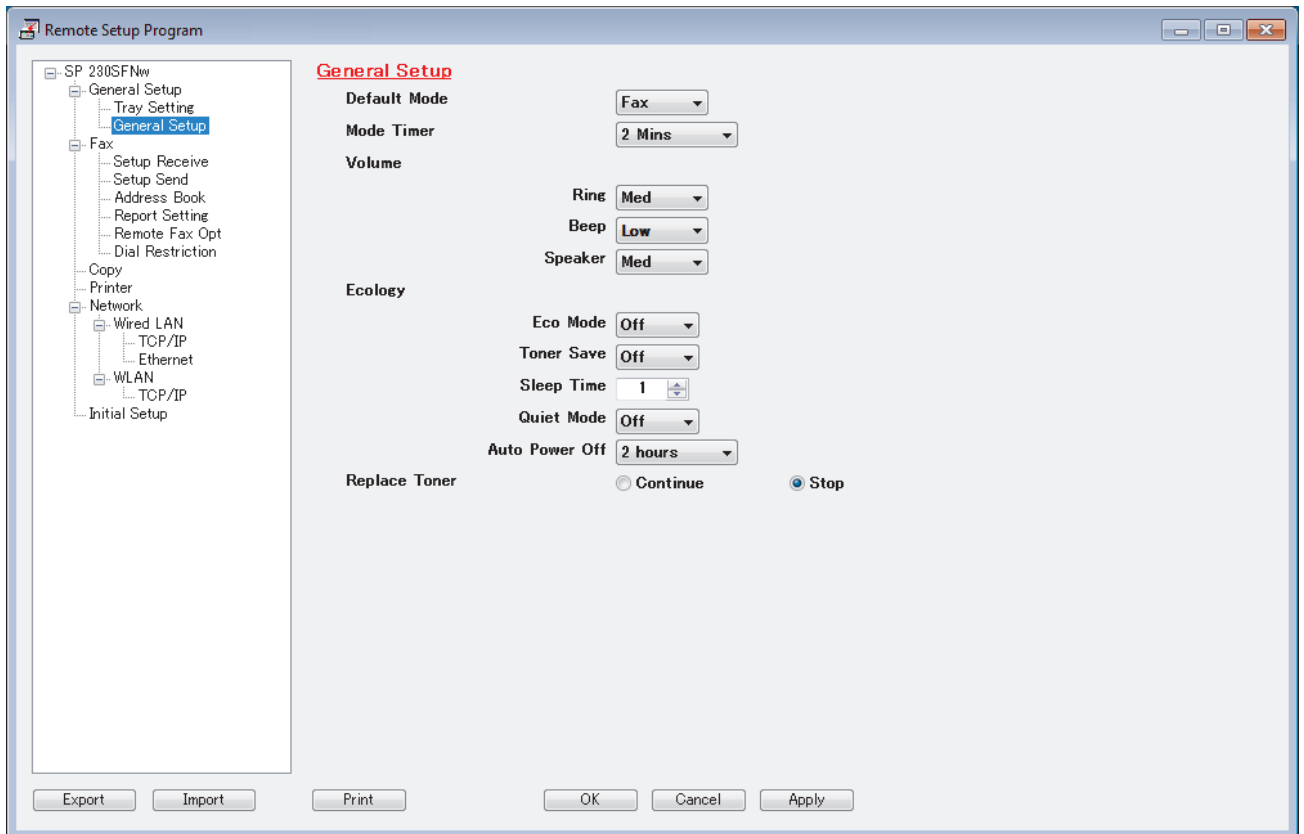 Remote Setup Program
SP 230SFNw
General Setup
Tray Setting
General Setup
Fax
Setup Receive
Setup Send
Address Book
Report Setting
Remote Fax Opt
Dial Restriction
Copy
Printer
Network
Wired LAN
TCP/IP
Ethernet
WLAN
TCP/IP
Initial Setup
General Setup
Default Mode Fax
Mode Timer 2 Mins
Volume
Ring Med
Beep Low
Speaker Med
Ecology
Eco Mode Off
Toner Save Off
Sleep Time 1
Quiet Mode Off
Auto Power Off 2 hours
Replace Toner Continue Stop
Export Import Print OK Cancel Apply